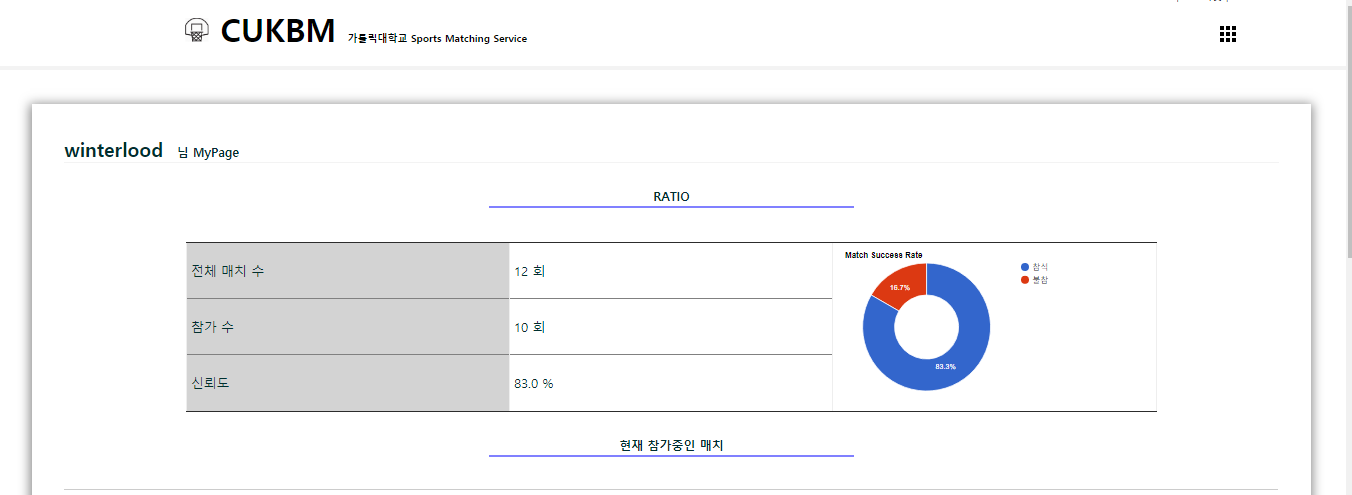 CUKBM 가톨릭대학교 Sports Matching Service
winterlood 님 MyPage
RATIO
전체 매치 수 12 회
참가 수 10 회
신뢰도 83.0 %
Match Success Rate
참석
불참
16.7%
83.3%
현재 참가중인 매치